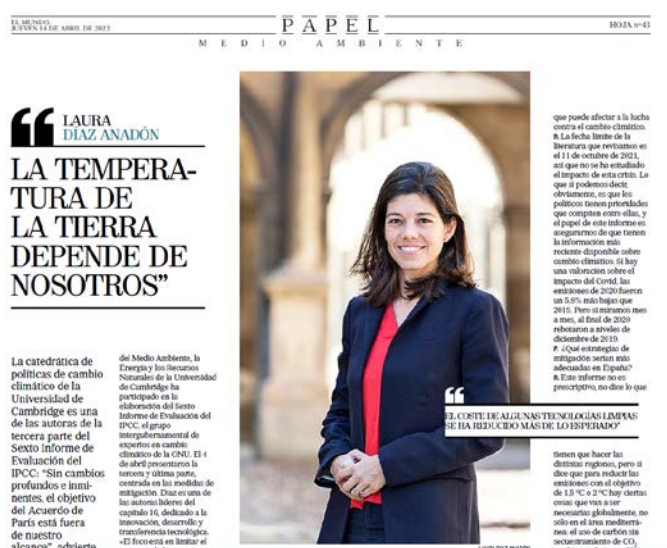 EL MUNDO.
JUEVES 14 DE ABRIL DE 2022
PAPEL
HOJA nº43
MEDIO AMBIENTE
LAURA
DÍAZ ANADÓN
LA TEMPERA-
TURA DE
LA TIERRA
DEPENDE DE
NOSOTROS”
La catedrática de
políticas de cambio
climático de la
Universidad de
Cambridge es una
de las autoras de la
tercera parte del
Sexto Informe de
Evaluación del
IPCC: “Sin cambios
profundos e inmi-
nentes, el objetivo
del Acuerdo de
París está fuera
de nuestro
alcance”, advierte
del Medio Ambiente, la
Energía y los Recursos
Naturales de la Universidad
de Cambridge ha
participado en la
elaboración del Sexto
Informe de Evaluación del
IPCC, el grupo
intergubernamental de
expertos en cambio
climático de la ONU. El 4
de abril presentaron la
tercera y última parte,
centrada en las medidas de
mitigación. Díaz es una de
las autoras líderes del
capítulo 16, dedicado a la
innovación, desarrollo y
transferencia tecnológica.
«El foco está en limitar el
que puede afectar a la lucha
contra el cambio climático.
R. La fecha límite de la
literatura que revisamos es
el 11 de octubre de 2021,
así que no se ha estudiado
el impacto de esta crisis. Lo
que sí podemos decir,
obviamente, es que los
políticos tienen prioridades
que compiten entre ellas, y
el papel de este informe es
asegurarnos de que tienen
la información más
reciente disponible sobre
cambio climático. Sí hay
una valoración sobre el
impacto del Covid, las
emisiones de 2020 fueron
un 5,8% más bajas que
2019. Pero si miramos mes
a mes, al final de 2020
rebotaron a niveles de
diciembre de 2019.
P. ¿Qué estrategias de
mitigación serían más
adecuadas en España?
R. Este informe no es
prescriptivo, no dice lo que
EL COSTE DE ALGUNAS TECNOLOGÍAS LIMPIAS
SE HA REDUCIDO MÁS DE LO ESPERADO”
tienen que hacer las
distintas regiones, pero sí
dice que para reducir las
emisiones con el objetivo
de 1,5 ºC o 2 ºC hay ciertas
cosas que van a ser
necesarias globalmente, no
sólo en el área mediterrá-
nea: el uso de carbón sin
secuestramiento de CO₂